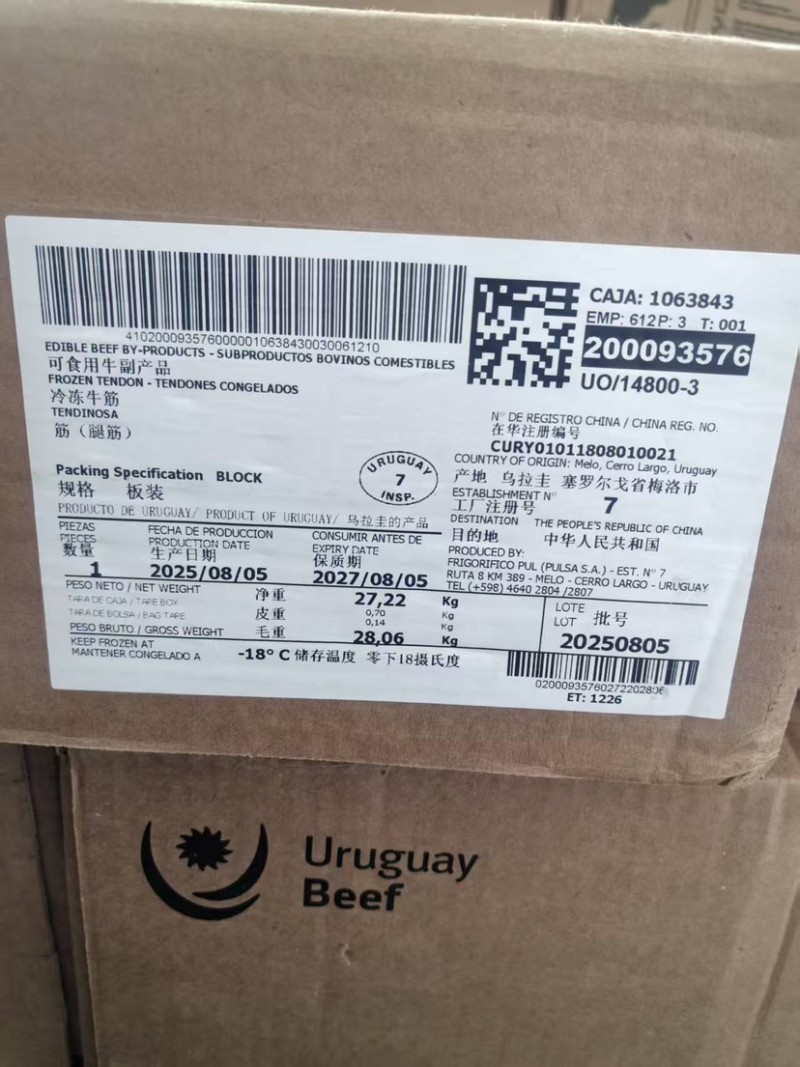 4102000935760000010638430030061210
EDIBLE BEEF BY-PRODUCTS - SUBPRODUCTOS BOVINOS COMESTIBLES
可食用牛副产品
FROZEN TENDON - TENDONES CONGELADOS
冷冻牛筋
TENDINOSA
筋（腿筋）
CAJA: 1063843
EMP: 612P: 3 T: 001
200093576
UO/14800-3
N° DE REGISTRO CHINA / CHINA REG. NO.
在华注册编号
CURY01011808010021
COUNTRY OF ORIGIN: Melo, Cerro Largo, Uruguay
产地 乌拉圭 塞罗尔戈省梅洛市
ESTABLISHMENT N°
工厂注册号 7
DESTINATION THE PEOPLE'S REPUBLIC OF CHINA
目的地 中华人民共和国
PRODUCED BY:
FRIGORIFICO PUL (PULSA S.A.) - EST. N° 7
RUTA 8 KM 389 - MELO - CERRO LARGO - URUGUAY
TEL (+598) 4640 2804 /2807
Packing Specification BLOCK
规格 板装
URUGUAY
7
INSP.
PRODUCTO DE URUGUAY/ PRODUCT OF URUGUAY/ 乌拉圭的产品
PIEZAS
PIECES
数量
1
FECHA DE PRODUCCION
PRODUCTION DATE
生产日期
2025/08/05
CONSUMIR ANTES DE
EXPIRY DATE
保质期
2027/08/05
PESO NETO / NET WEIGHT 净重 27,22 Kg
TARA DE CAJA / TARE BOX 皮重 0,70 Kg
TARA DE BOLSA / BAG TARE 0,14 Kg
PESO BRUTO / GROSS WEIGHT 毛重 28,06 Kg
KEEP FROZEN AT
MANTENER CONGELADO A -18° C 储存温度 零下18摄氏度
LOTE
LOT 批号
20250805
ET: 1226
Uruguay
Beef